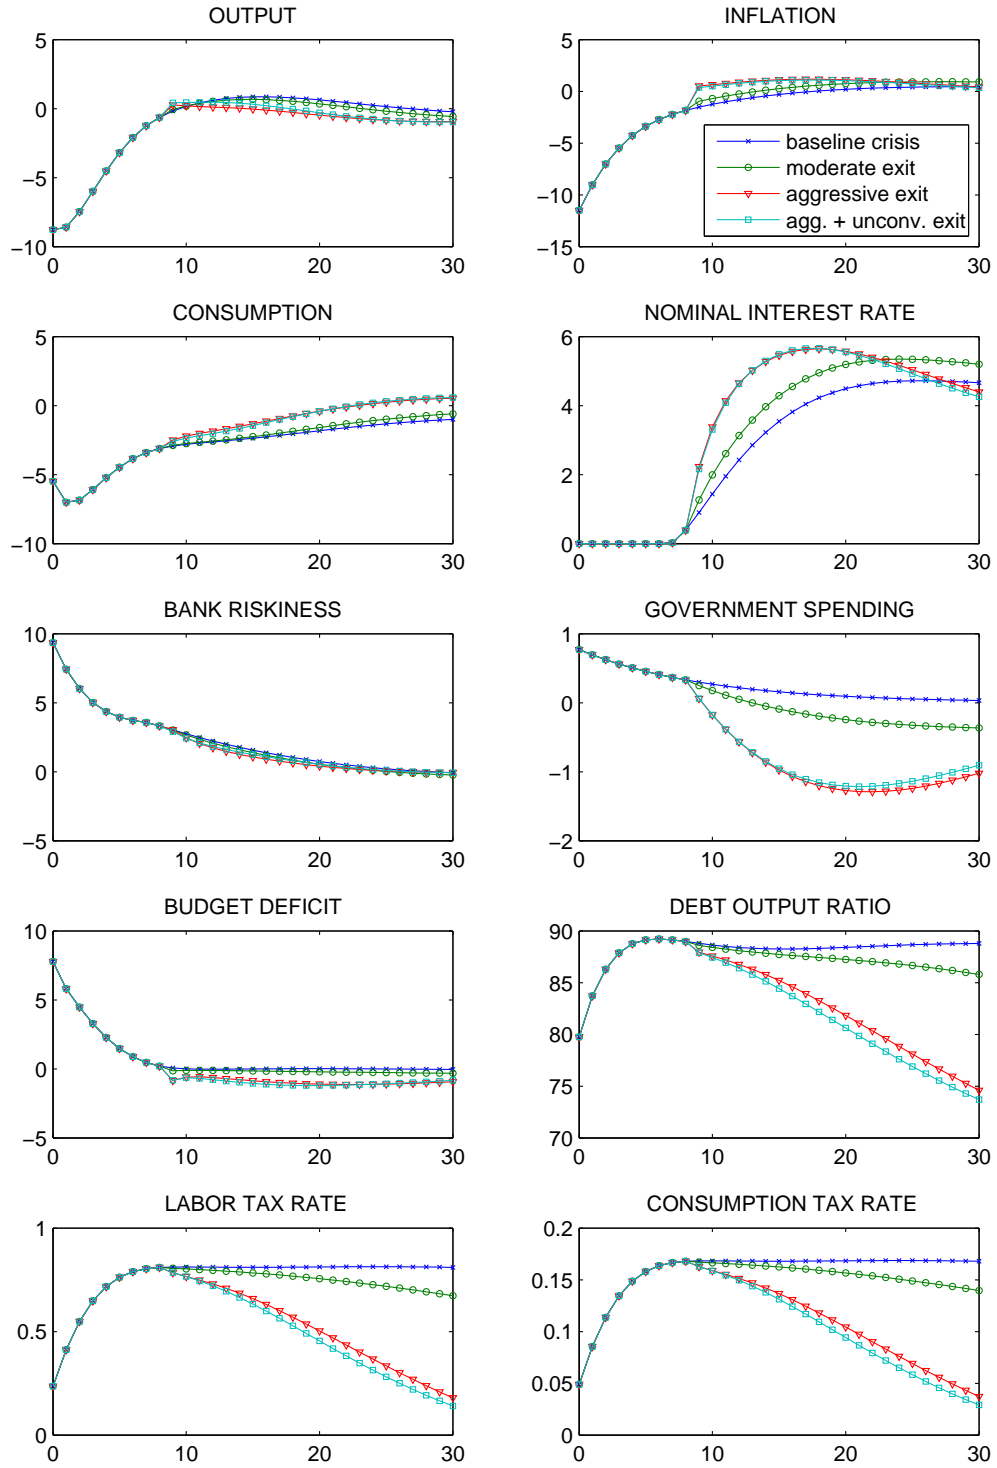 OUTPUT
5
0
−5
−10
0 10 20 30
INFLATION
5
0
−5
−10
−15
0 10 20 30
baseline crisis
moderate exit
aggressive exit
agg. + unconv. exit
CONSUMPTION
5
0
−5
−10
0 10 20 30
NOMINAL INTEREST RATE
6
4
2
0
0 10 20 30
BANK RISKINESS
10
5
0
−5
0 10 20 30
GOVERNMENT SPENDING
1
0
−1
−2
0 10 20 30
BUDGET DEFICIT
10
5
0
−5
0 10 20 30
DEBT OUTPUT RATIO
90
85
80
75
70
0 10 20 30
LABOR TAX RATE
1
0.5
0
0 10 20 30
CONSUMPTION TAX RATE
0.2
0.15
0.1
0.05
0
0 10 20 30